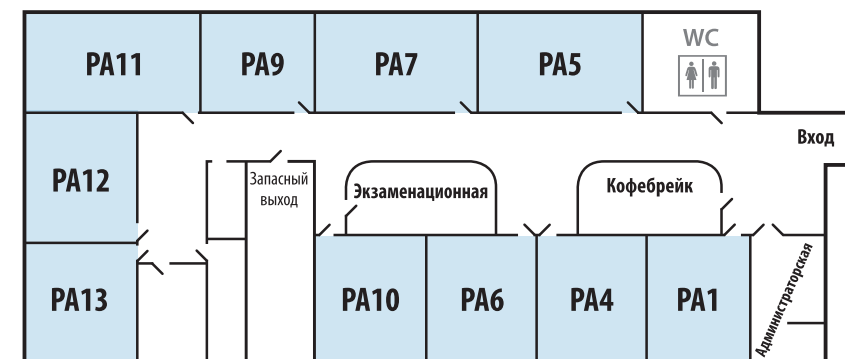 PA11
PA9
PA7
PA5
WC
Вход
PA12
Запасный
выход
Экзаменационная
Кофебрейк
PA13
PA10
PA6
PA4
PA1
Администраторская